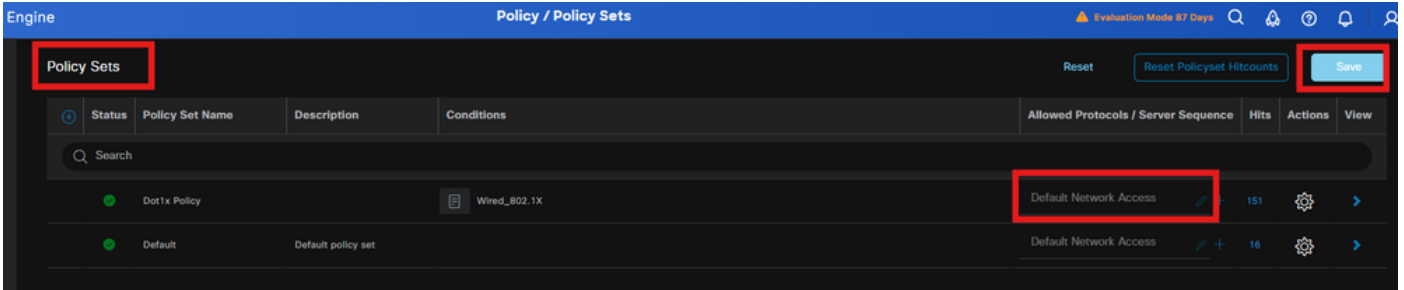 Engine Policy / Policy Sets Evaluation Mode 87 Days
Policy Sets Reset Reset Policyset Hitcounts Save
Status Policy Set Name Description Conditions Allowed Protocols / Server Sequence Hits Actions View
Search
Dot1x Policy Wired_802.1X Default Network Access 151
Default Default policy set Default Network Access 16